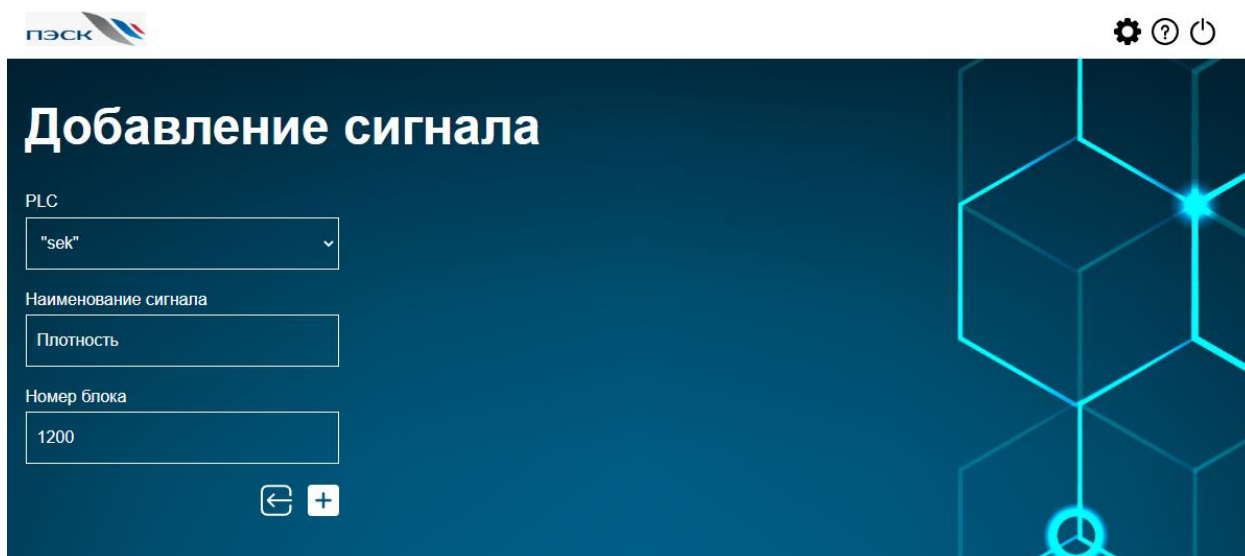 пэск
Добавление сигнала
PLC
"sek"
Наименование сигнала
Плотность
Номер блока
1200